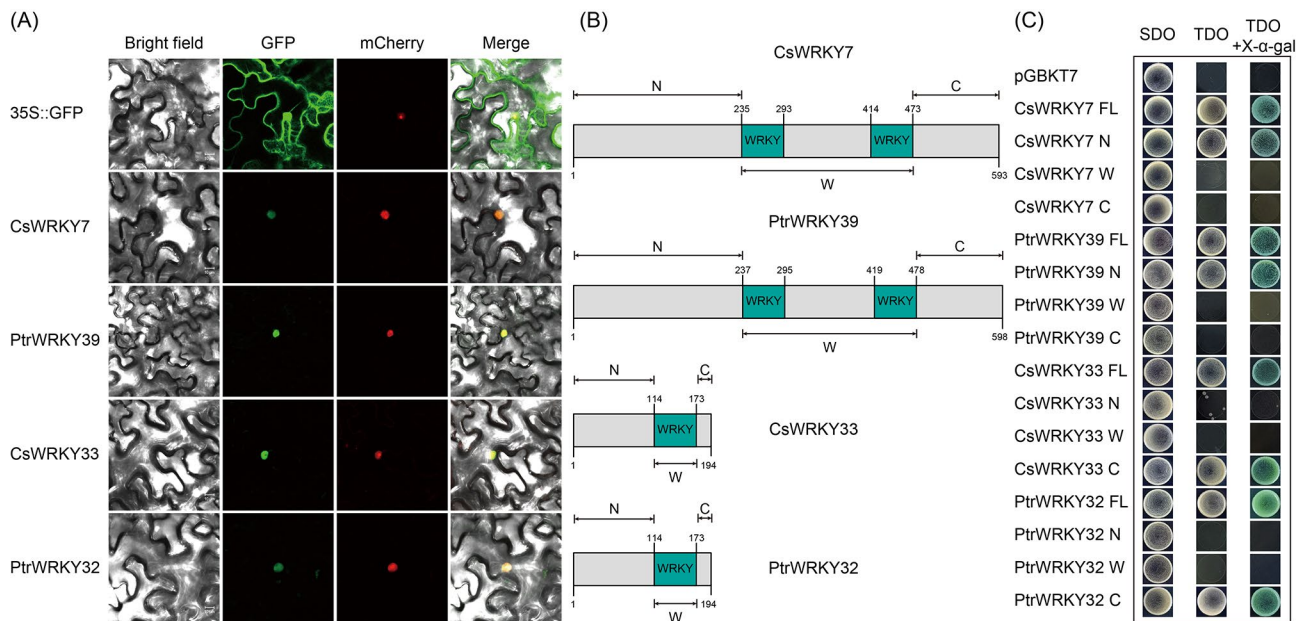 (A)
Bright field GFP mCherry Merge
35S::GFP
CsWRKY7
PtrWRKY39
CsWRKY33
PtrWRKY32
(B)
CsWRKY7
N C
235 293 414 473
WRKY WRKY
1 593
W
PtrWRKY39
N C
237 295 419 478
WRKY WRKY
1 598
W
N C
114 173
WRKY
CsWRKY33
1 194
W
N C
114 173
WRKY
PtrWRKY32
1 194
W
(C)
SDO TDO TDO
+X-α-gal
pGBKT7
CsWRKY7 FL
CsWRKY7 N
CsWRKY7 W
CsWRKY7 C
PtrWRKY39 FL
PtrWRKY39 N
PtrWRKY39 W
PtrWRKY39 C
CsWRKY33 FL
CsWRKY33 N
CsWRKY33 W
CsWRKY33 C
PtrWRKY32 FL
PtrWRKY32 N
PtrWRKY32 W
PtrWRKY32 C